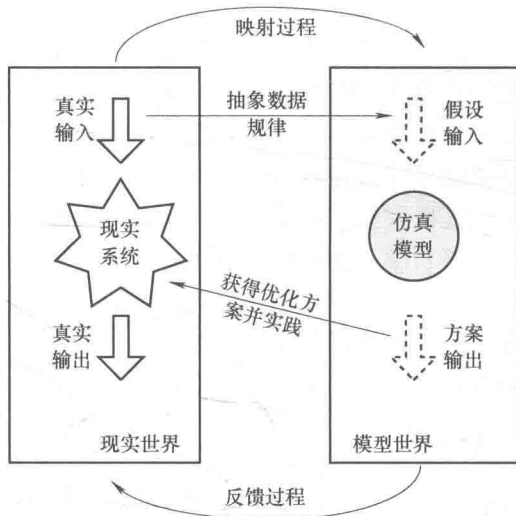 映射过程
真实
输入
抽象数据
规律
假设
输入
现实
系统
仿真
模型
获得优化方
案并实践
真实
输出
方案
输出
现实世界
模型世界
反馈过程